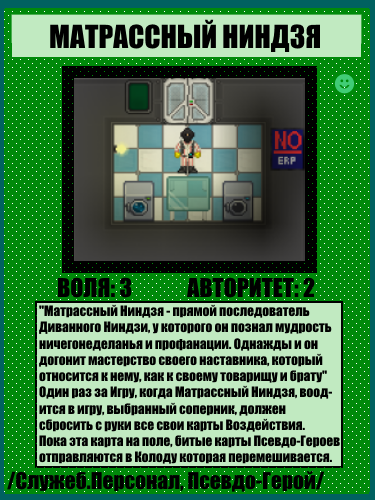 МАТРАССНЫЙ НИНДЗЯ
NO
ERP
ВОЛЯ: 3 АВТОРИТЕТ: 2
"Матрассный Ниндзя - прямой последователь
Диванного Ниндзи, у которого он познал мудрость
ничегонеделанья и профанации. Однажды и он
догонит мастерство своего наставника, который
относится к нему, как к своему товарищу и брату"
Один раз за Игру, когда Матрассный Ниндзя, ввод-
ится в игру, выбранный соперник, должен
сбросить с руки все свои карты Воздействия.
Пока эта карта на поле, битые карты Псевдо-Героев
отправляются в Колоду которая перемешивается.
/Служеб.Персонал, Псевдо-Герой/